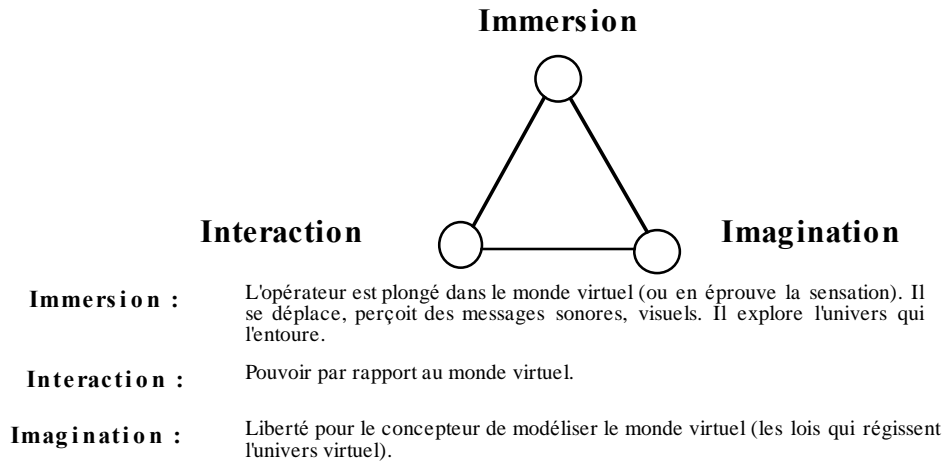 Immersion
Interaction
Imagination
Immersion :
L'opérateur est plongé dans le monde virtuel (ou en éprouve la sensation). Il
se déplace, perçoit des messages sonores, visuels. Il explore l'univers qui
l'entoure.
Interaction :
Pouvoir par rapport au monde virtuel.
Imagination :
Liberté pour le concepteur de modéliser le monde virtuel (les lois qui régissent
l'univers virtuel).